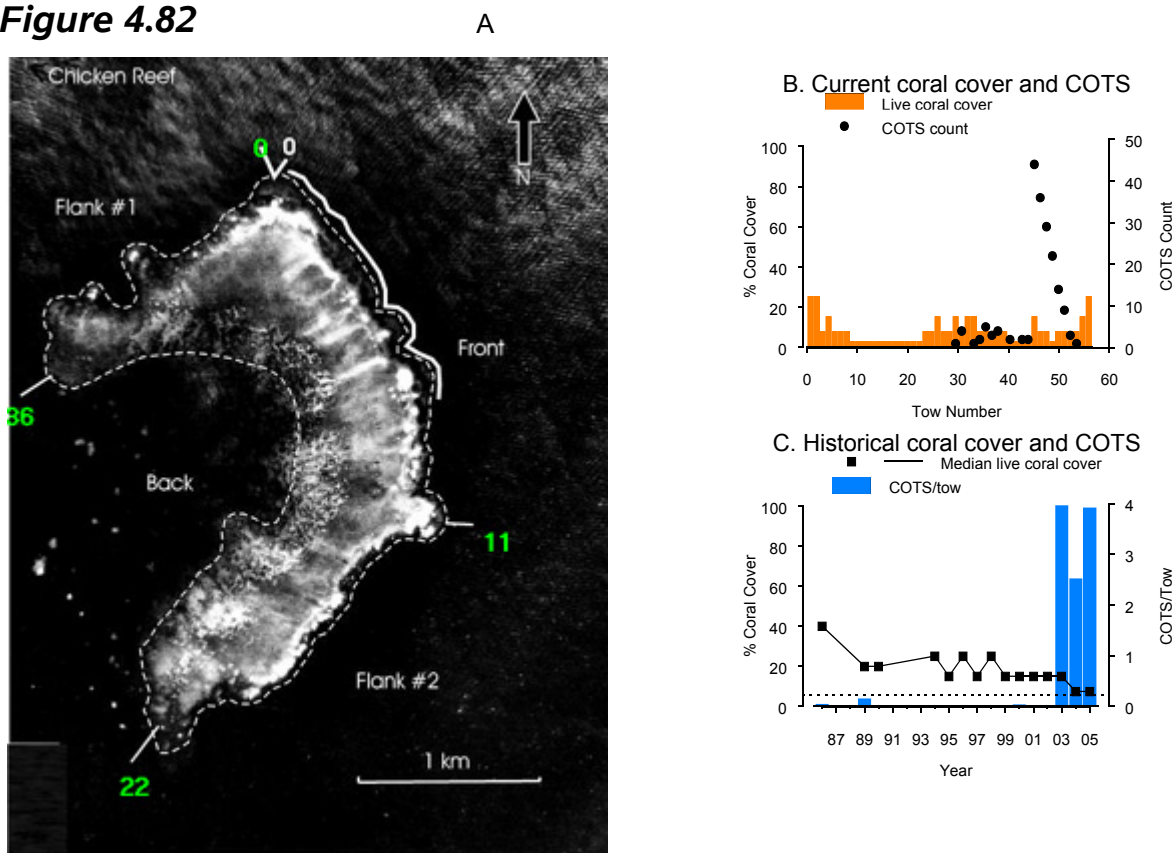 Figure 4.82
A
Chicken Reef
0 0
N
Flank #1
Front
36
Back
11
Flank #2
1 km
22
B. Current coral cover and COTS
Live coral cover
COTS count
% Coral Cover
100
80
60
40
20
0
50
40
30
20
10
0
COTS Count
0 10 20 30 40 50 60
Tow Number
C. Historical coral cover and COTS
Median live coral cover
COTS/tow
% Coral Cover
100
80
60
40
20
0
4
3
2
1
0
COTS/Tow
87 89 91 93 95 97 99 01 03 05
Year